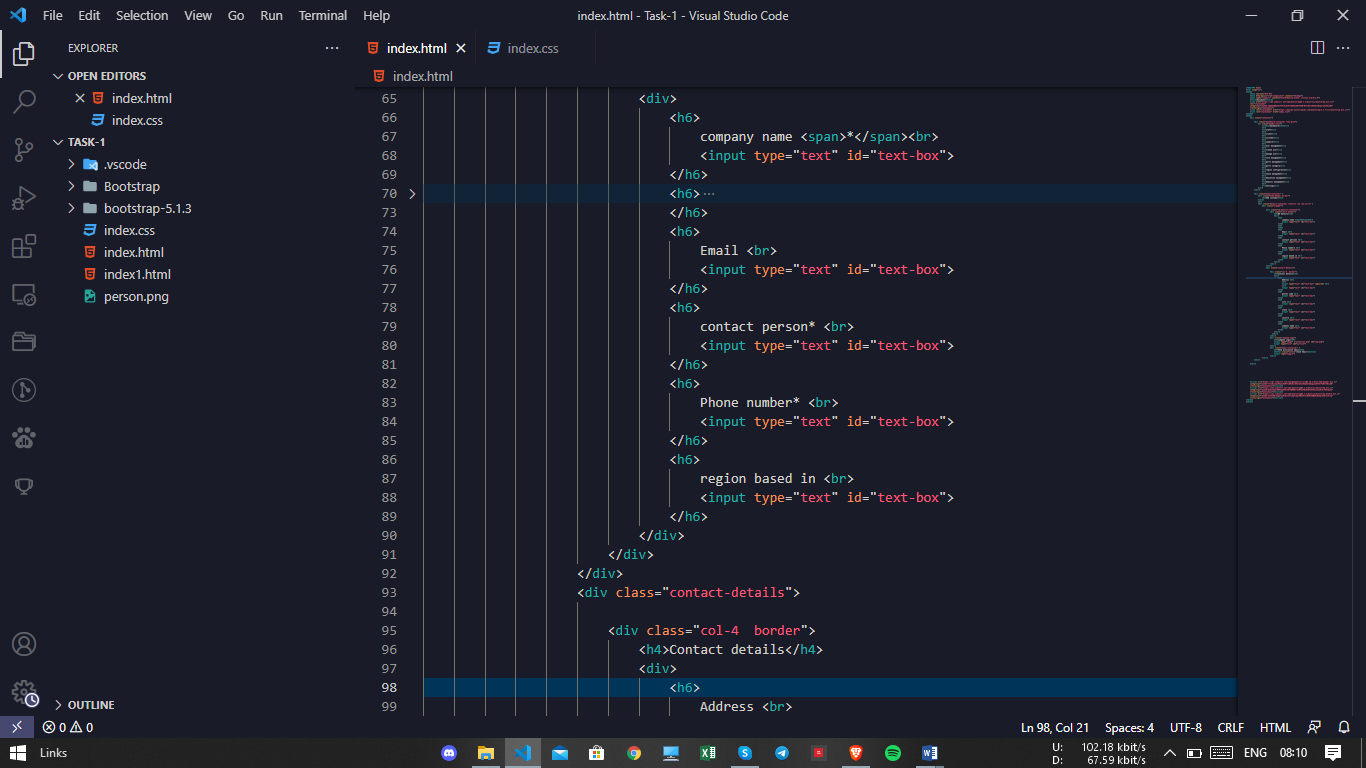 File Edit Selection View Go Run Terminal Help
index.html - Task-1 - Visual Studio Code
EXPLORER
OPEN EDITORS
index.html
index.css
TASK-1
.vscode
Bootstrap
bootstrap-5.1.3
index.css
index.html
index1.html
person.png
OUTLINE
index.html
index.css
index.html
65 <div>
66 <h6>
67 company name <span>*</span><br>
68 <input type="text" id="text-box">
69 </h6>
70 <h6> ···
73 </h6>
74 <h6>
75 Email <br>
76 <input type="text" id="text-box">
77 </h6>
78 <h6>
79 contact person* <br>
80 <input type="text" id="text-box">
81 </h6>
82 <h6>
83 Phone number* <br>
84 <input type="text" id="text-box">
85 </h6>
86 <h6>
87 region based in <br>
88 <input type="text" id="text-box">
89 </h6>
90 </div>
91 </div>
92 </div>
93 <div class="contact-details">
94
95 <div class="col-4  border">
96 <h4>Contact details</h4>
97 <div>
98 <h6>
99 Address <br>
0 0 Ln 98, Col 21 Spaces: 4 UTF-8 CRLF HTML
Links
U: 102.18 kbit/s
D: 67.59 kbit/s
ENG 08:10